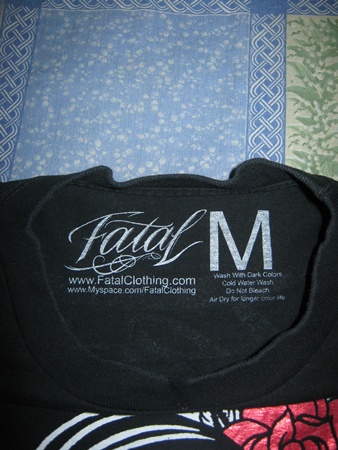 Fatal
www.FatalClothing.com
www.Myspace.com/FatalClothing
M
Wash With Dark Colors
Cold Water Wash
Do Not Bleach
Air Dry for longer color life